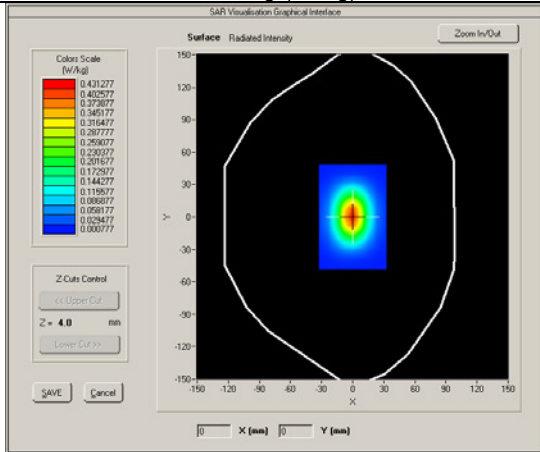 SAR Visualisation Graphical Interface
Surface Radiated Intensity
Zoom In/Out
Colors Scale
(W/kg)
0.431277
0.402577
0.373877
0.345177
0.316477
0.287777
0.259077
0.230377
0.201677
0.172977
0.144277
0.115577
0.086877
0.058177
0.029477
0.000777
150-
120-
90-
60-
30-
0-
-30-
-60-
-90-
-120-
-150-
Y
-150 -120 -90 -60 -30 0 30 60 90 120 150
X
Z-Cuts Control
<< Upper Cut
Z = 4.0 mm
Lower Cut >>
SAVE Cancel
0 X (mm) 0 Y (mm)